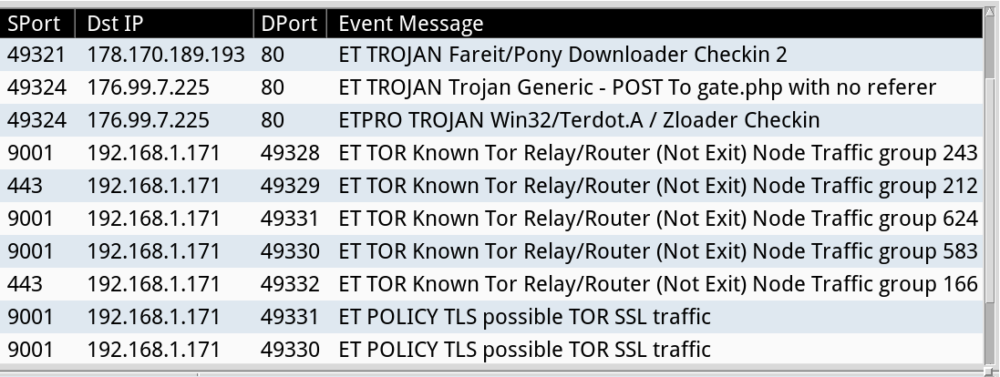 SPort Dst IP DPort Event Message
49321 178.170.189.193 80 ET TROJAN Fareit/Pony Downloader Checkin 2
49324 176.99.7.225 80 ET TROJAN Trojan Generic - POST To gate.php with no referer
49324 176.99.7.225 80 ETPRO TROJAN Win32/Terdot.A / Zloader Checkin
9001 192.168.1.171 49328 ET TOR Known Tor Relay/Router (Not Exit) Node Traffic group 243
443 192.168.1.171 49329 ET TOR Known Tor Relay/Router (Not Exit) Node Traffic group 212
9001 192.168.1.171 49331 ET TOR Known Tor Relay/Router (Not Exit) Node Traffic group 624
9001 192.168.1.171 49330 ET TOR Known Tor Relay/Router (Not Exit) Node Traffic group 583
443 192.168.1.171 49332 ET TOR Known Tor Relay/Router (Not Exit) Node Traffic group 166
9001 192.168.1.171 49331 ET POLICY TLS possible TOR SSL traffic
9001 192.168.1.171 49330 ET POLICY TLS possible TOR SSL traffic